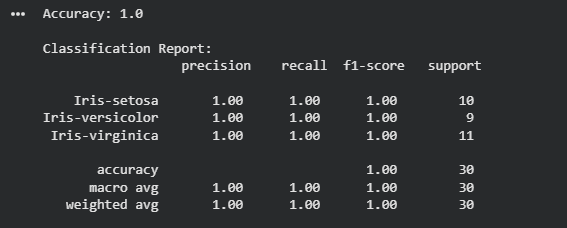 Accuracy: 1.0
Classification Report:
precision recall f1-score support
Iris-setosa 1.00 1.00 1.00 10
Iris-versicolor 1.00 1.00 1.00 9
Iris-virginica 1.00 1.00 1.00 11
accuracy 1.00 30
macro avg 1.00 1.00 1.00 30
weighted avg 1.00 1.00 1.00 30